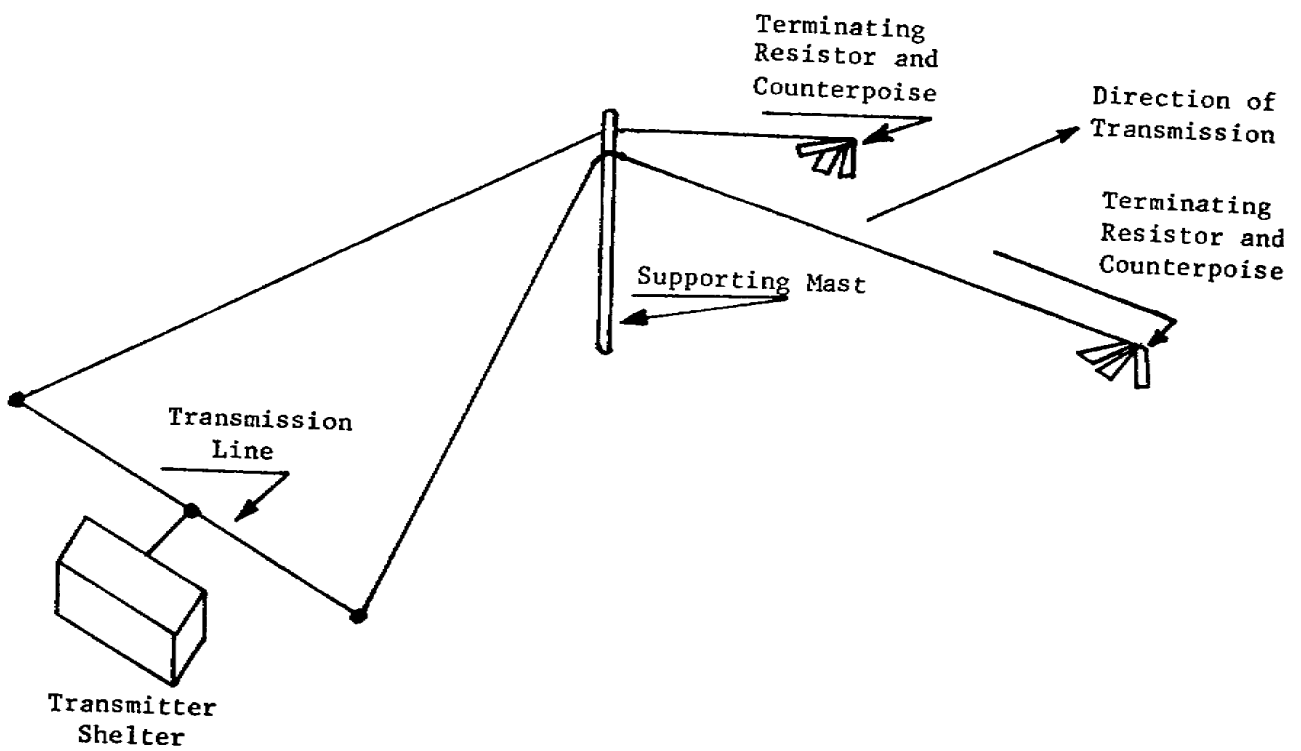 Terminating
Resistor and
Counterpoise
Direction of
Transmission
Terminating
Resistor and
Counterpoise
Supporting Mast
Transmission
Line
Transmitter
Shelter